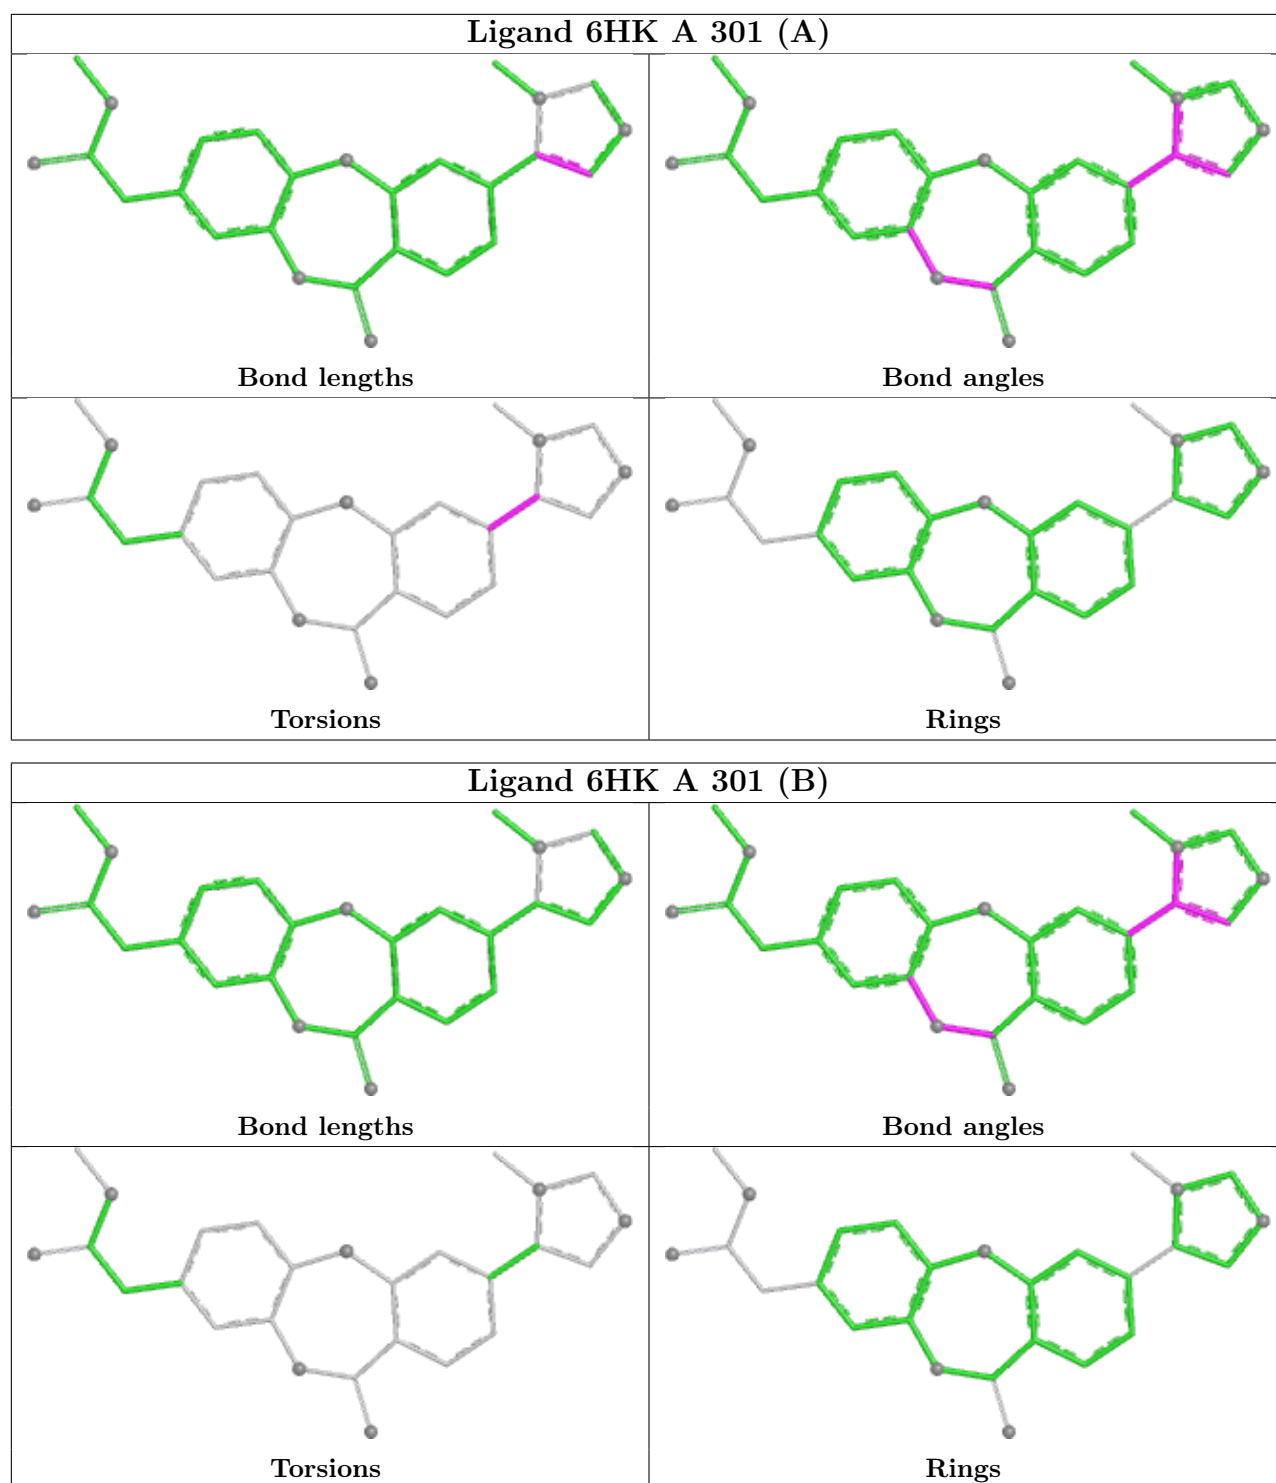 Ligand 6HK A 301 (A)
Bond lengths
Bond angles
Torsions
Rings
Ligand 6HK A 301 (B)
Bond lengths
Bond angles
Torsions
Rings